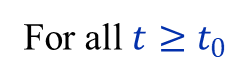 For all t ≥ t₀